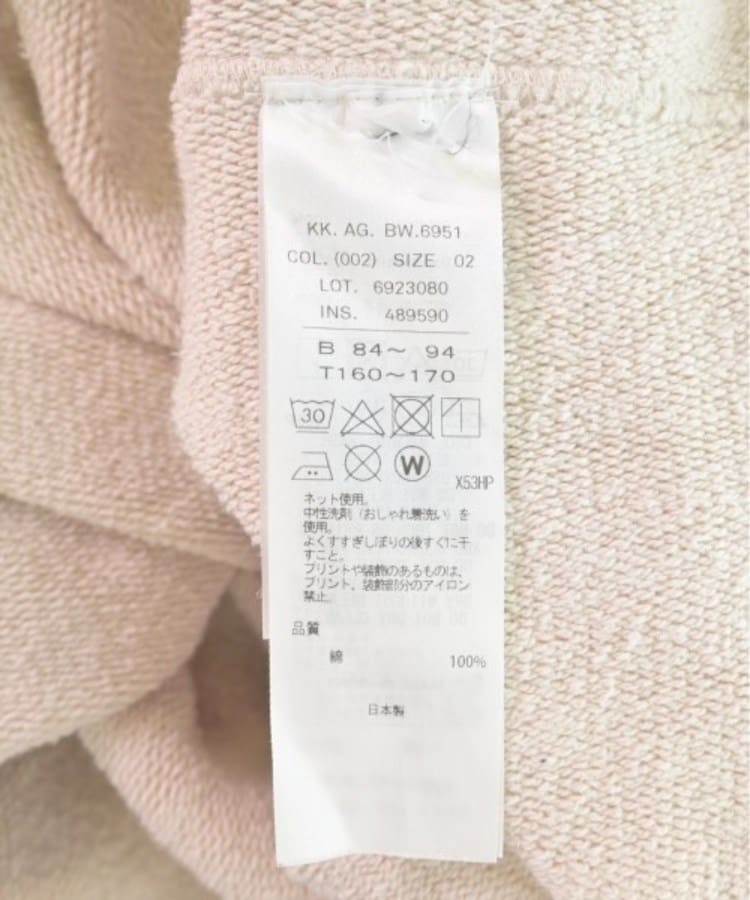 KK. AG. BW.6951
COL.(002) SIZE 02
LOT. 6923080
INS. 489590
B 84～ 94
T160～170
30
W
X53HP
ネット使用。
中性洗剤（おしゃれ着洗い）を
使用。
よくすすぎしぼりの後すぐに干
すこと。
プリントや装飾のあるものは、
プリント、装飾部分のアイロン
禁止。
品質
綿 100%
日本製